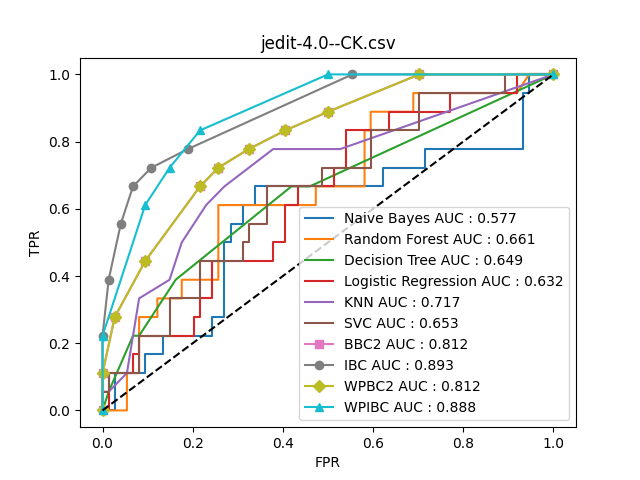 jedit-4.0--CK.csv
TPR
1.0
0.8
0.6
0.4
0.2
0.0
Naive Bayes AUC : 0.577
Random Forest AUC : 0.661
Decision Tree AUC : 0.649
Logistic Regression AUC : 0.632
KNN AUC : 0.717
SVC AUC : 0.653
BBC2 AUC : 0.812
IBC AUC : 0.893
WPBC2 AUC : 0.812
WPIBC AUC : 0.888
0.0 0.2 0.4 0.6 0.8 1.0
FPR